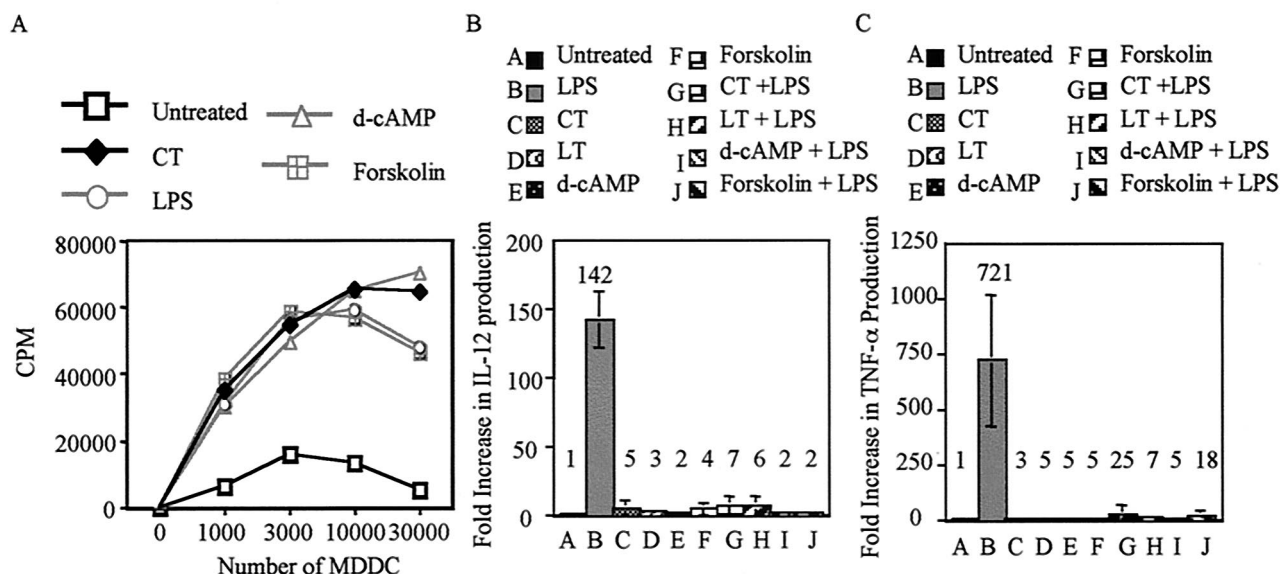 A
Untreated
d-cAMP
CT
Forskolin
LPS
80000
60000
40000
20000
0
CPM
0 1000 3000 10000 30000
Number of MDDC
B
A Untreated F Forskolin
B LPS G CT +LPS
C CT H LT + LPS
D LT I d-cAMP + LPS
E d-cAMP J Forskolin + LPS
Fold Increase in IL-12 production
200
150
100
50
0
142
1 5 3 2 4 7 6 2 2
A B C D E F G H I J
C
A Untreated F Forskolin
B LPS G CT +LPS
C CT H LT + LPS
D LT I d-cAMP + LPS
E d-cAMP J Forskolin + LPS
Fold Increase in TNF-α Production
1250
1000
750
500
250
0
721
1 3 5 5 5 25 7 5 18
A B C D E F G H I J